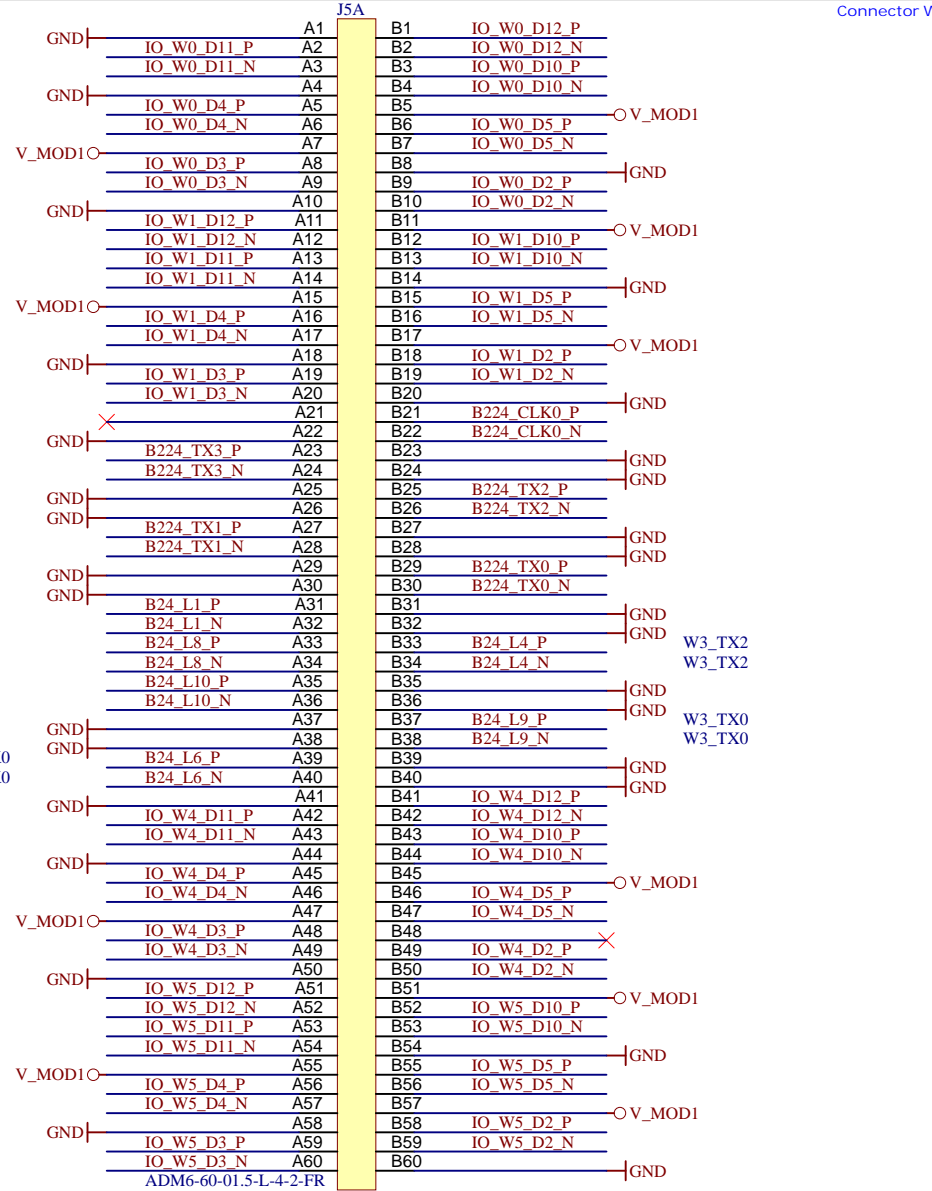 J5A Connector W
GND A1 B1 IO_W0_D12_P
IO_W0_D11_P A2 B2 IO_W0_D12_N
IO_W0_D11_N A3 B3 IO_W0_D10_P
GND A4 B4 IO_W0_D10_N
IO_W0_D4_P A5 B5 V_MOD1
IO_W0_D4_N A6 B6 IO_W0_D5_P
V_MOD1 A7 B7 IO_W0_D5_N
IO_W0_D3_P A8 B8 GND
IO_W0_D3_N A9 B9 IO_W0_D2_P
GND A10 B10 IO_W0_D2_N
IO_W1_D12_P A11 B11 V_MOD1
IO_W1_D12_N A12 B12 IO_W1_D10_P
IO_W1_D11_P A13 B13 IO_W1_D10_N
IO_W1_D11_N A14 B14 GND
V_MOD1 A15 B15 IO_W1_D5_P
IO_W1_D4_P A16 B16 IO_W1_D5_N
IO_W1_D4_N A17 B17 V_MOD1
GND A18 B18 IO_W1_D2_P
IO_W1_D3_P A19 B19 IO_W1_D2_N
IO_W1_D3_N A20 B20 GND
A21 B21 B224_CLK0_P
GND A22 B22 B224_CLK0_N
B224_TX3_P A23 B23 GND
B224_TX3_N A24 B24 GND
GND A25 B25 B224_TX2_P
GND A26 B26 B224_TX2_N
B224_TX1_P A27 B27 GND
B224_TX1_N A28 B28 GND
GND A29 B29 B224_TX0_P
GND A30 B30 B224_TX0_N
B24_L1_P A31 B31 GND
B24_L1_N A32 B32 GND
B24_L8_P A33 B33 B24_L4_P W3_TX2
B24_L8_N A34 B34 B24_L4_N W3_TX2
B24_L10_P A35 B35 GND
B24_L10_N A36 B36 GND
GND A37 B37 B24_L9_P W3_TX0
GND A38 B38 B24_L9_N W3_TX0
B24_L6_P A39 B39 GND
B24_L6_N A40 B40 GND
GND A41 B41 IO_W4_D12_P
IO_W4_D11_P A42 B42 IO_W4_D12_N
IO_W4_D11_N A43 B43 IO_W4_D10_P
GND A44 B44 IO_W4_D10_N
IO_W4_D4_P A45 B45 V_MOD1
IO_W4_D4_N A46 B46 IO_W4_D5_P
V_MOD1 A47 B47 IO_W4_D5_N
IO_W4_D3_P A48 B48
IO_W4_D3_N A49 B49 IO_W4_D2_P
GND A50 B50 IO_W4_D2_N
IO_W5_D12_P A51 B51 V_MOD1
IO_W5_D12_N A52 B52 IO_W5_D10_P
IO_W5_D11_P A53 B53 IO_W5_D10_N
IO_W5_D11_N A54 B54 GND
V_MOD1 A55 B55 IO_W5_D5_P
IO_W5_D4_P A56 B56 IO_W5_D5_N
IO_W5_D4_N A57 B57 V_MOD1
GND A58 B58 IO_W5_D2_P
IO_W5_D3_P A59 B59 IO_W5_D2_N
IO_W5_D3_N A60 B60 GND
ADM6-60-01.5-L-4-2-FR